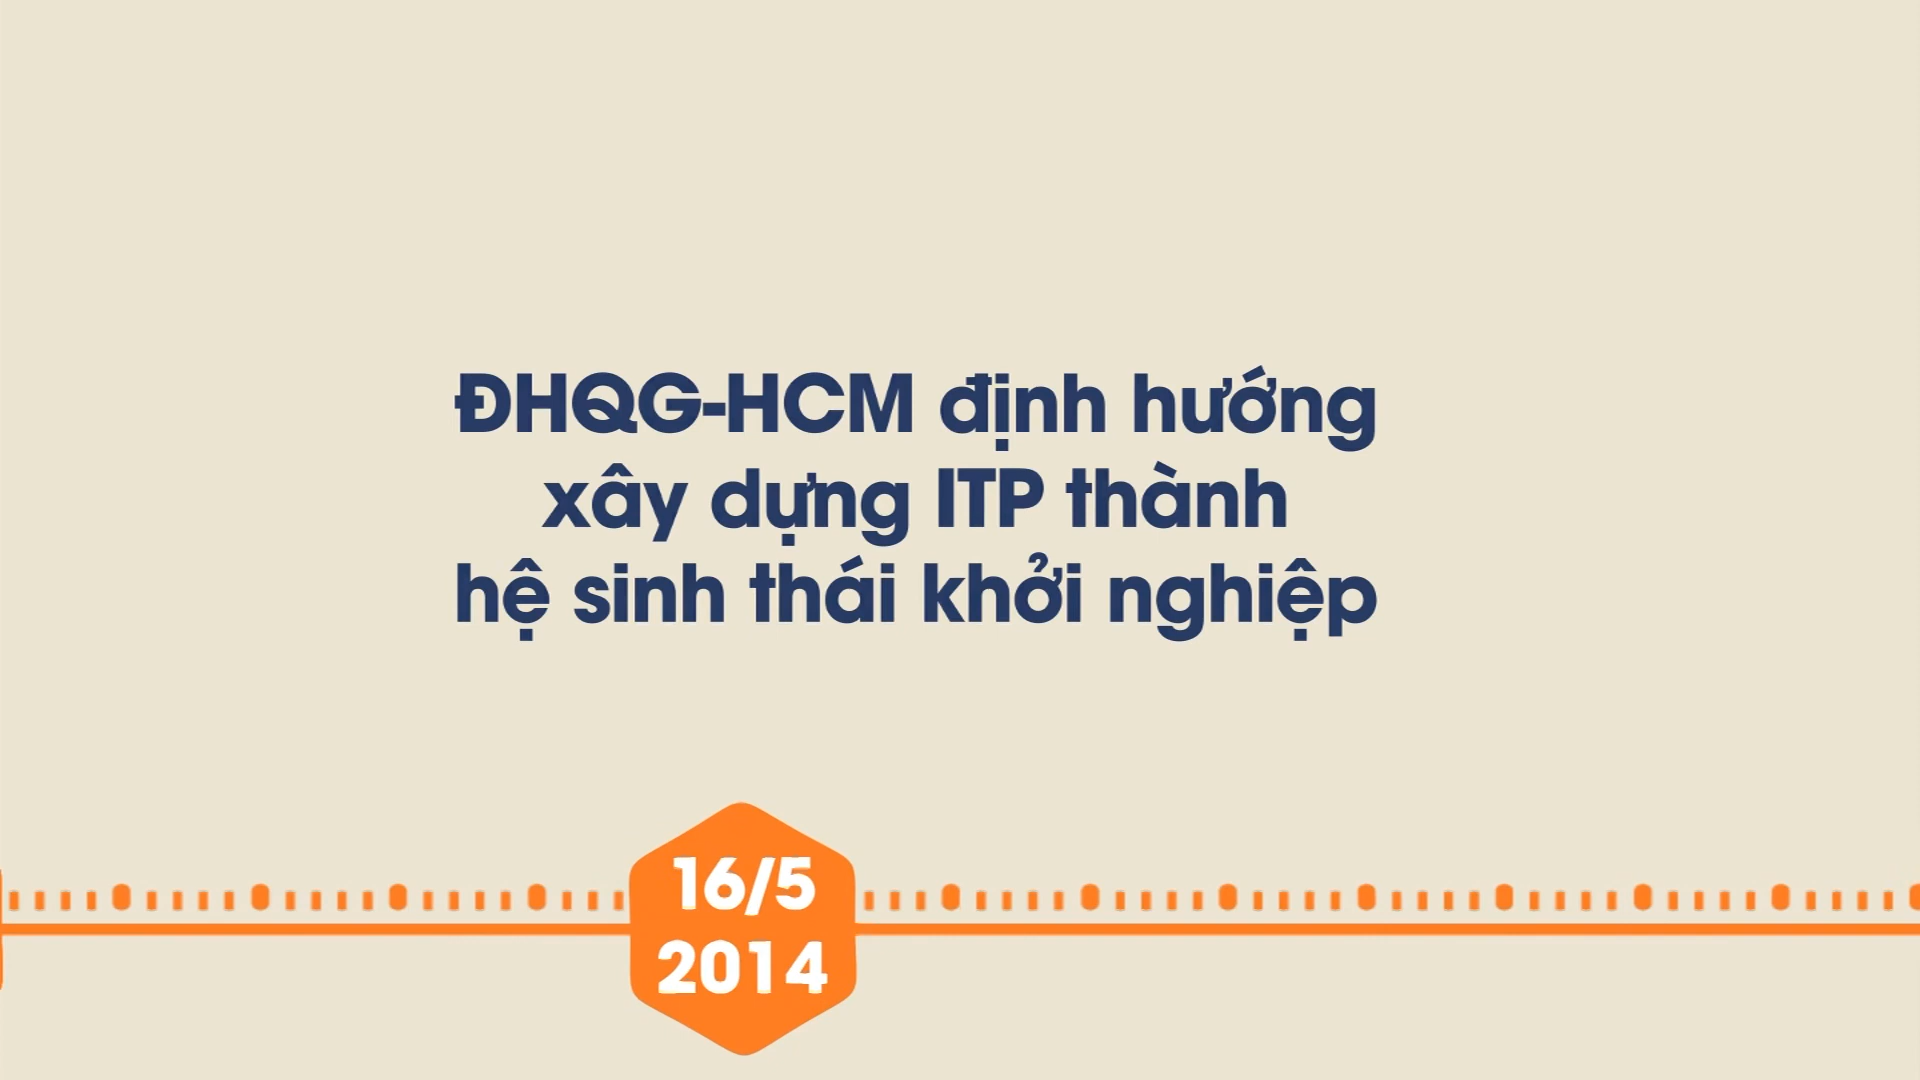 ĐHQG-HCM định hướng
xây dựng ITP thành
hệ sinh thái khởi nghiệp
16/5
2014